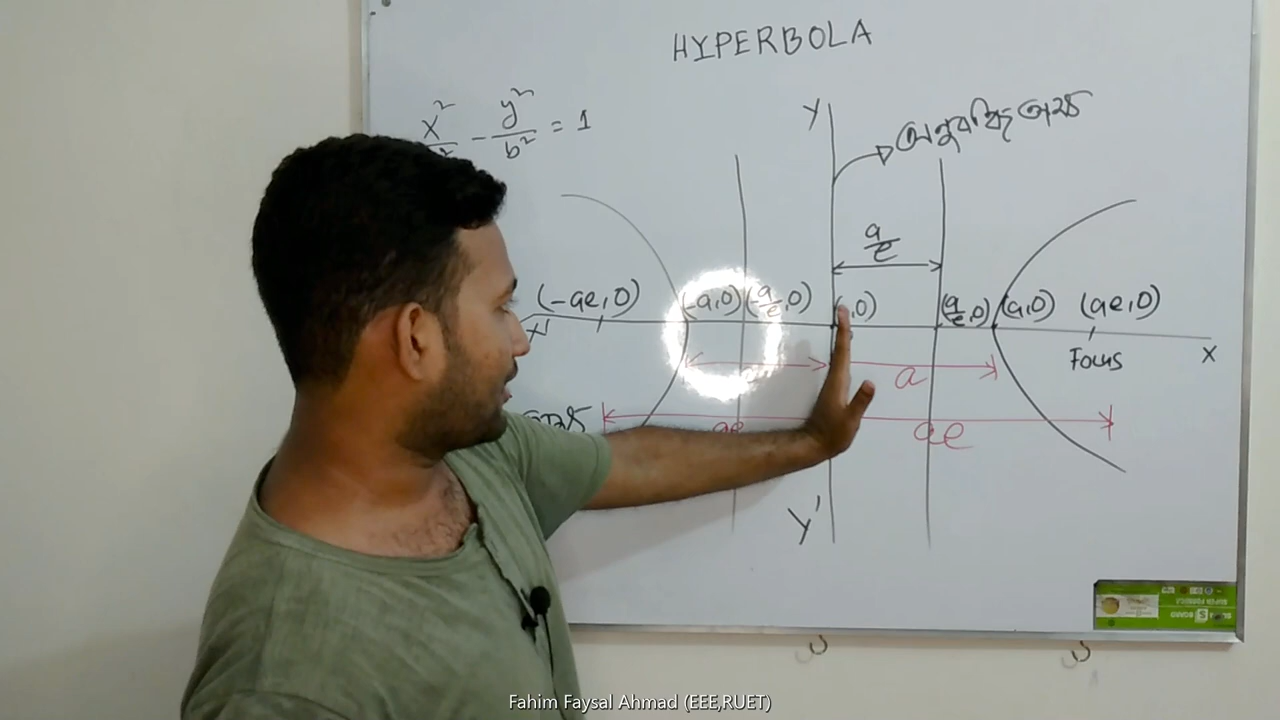 HYPERBOLA
x² - y²/b² = 1
Y
অনুবন্ধি অক্ষ
a/e
(-ae,0) (-a,0) (-a/e,0) ,0) (a/e,0) (a,0) (ae,0)
X' X
Focus
a
অক্ষ ae ae
Y'
Fahim Faysal Ahmad (EEE,RUET)